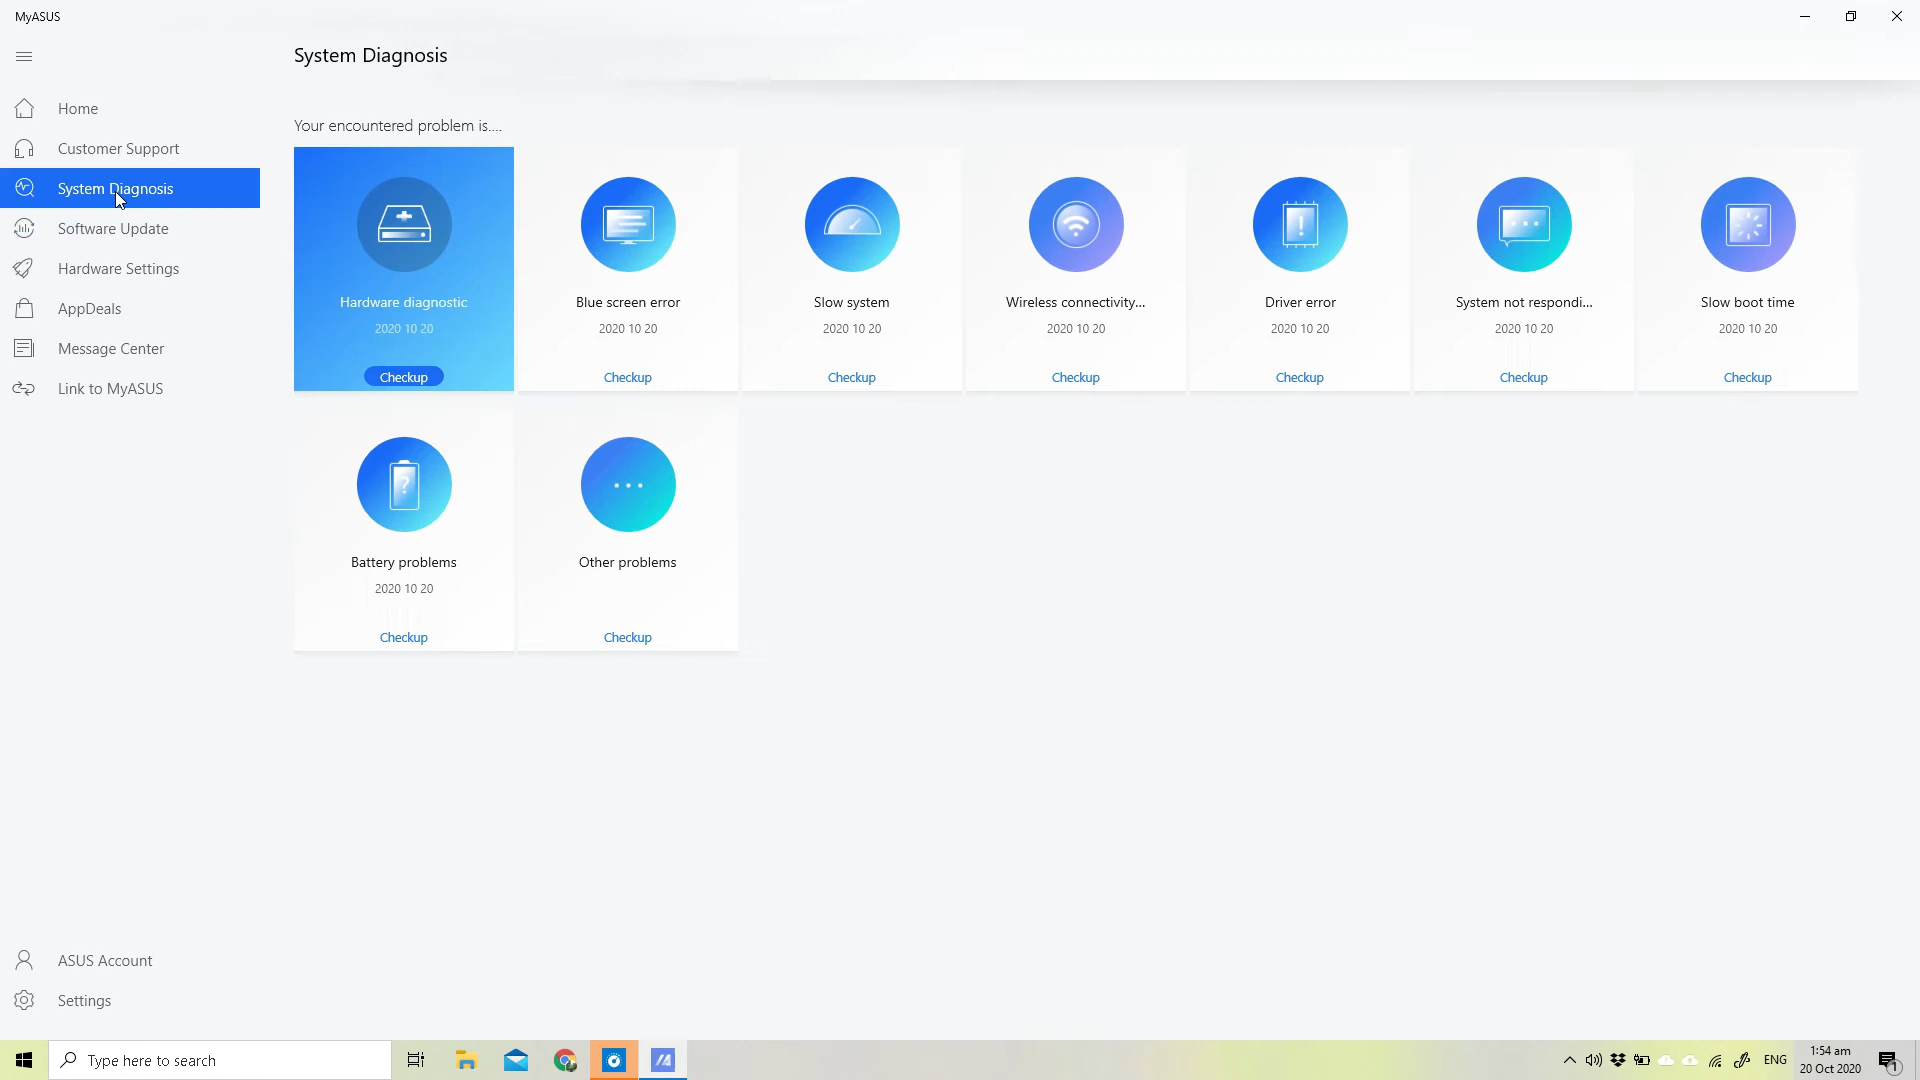 MyASUS
System Diagnosis
Home
Customer Support
System Diagnosis
Software Update
Hardware Settings
AppDeals
Message Center
Link to MyASUS
Your encountered problem is....
Hardware diagnostic
2020 10 20
Checkup
Blue screen error
2020 10 20
Checkup
Slow system
2020 10 20
Checkup
Wireless connectivity...
2020 10 20
Checkup
Driver error
2020 10 20
Checkup
System not respondi...
2020 10 20
Checkup
Slow boot time
2020 10 20
Checkup
Battery problems
2020 10 20
Checkup
Other problems
Checkup
ASUS Account
Settings
Type here to search
ENG
1:54 am
20 Oct 2020
1